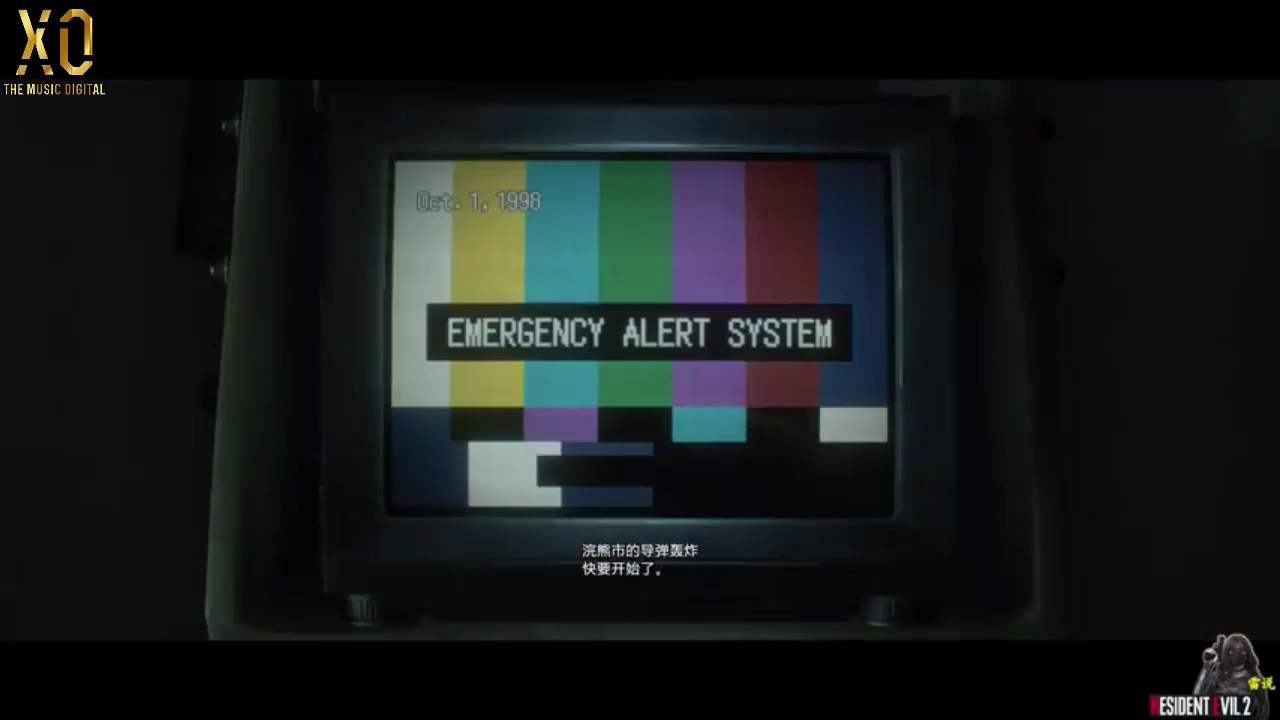 XO
THE MUSIC DIGITAL
Oct. 1, 1998
EMERGENCY ALERT SYSTEM
浣熊市的导弹轰炸
快要开始了。
雷说
RESIDENT EVIL 2